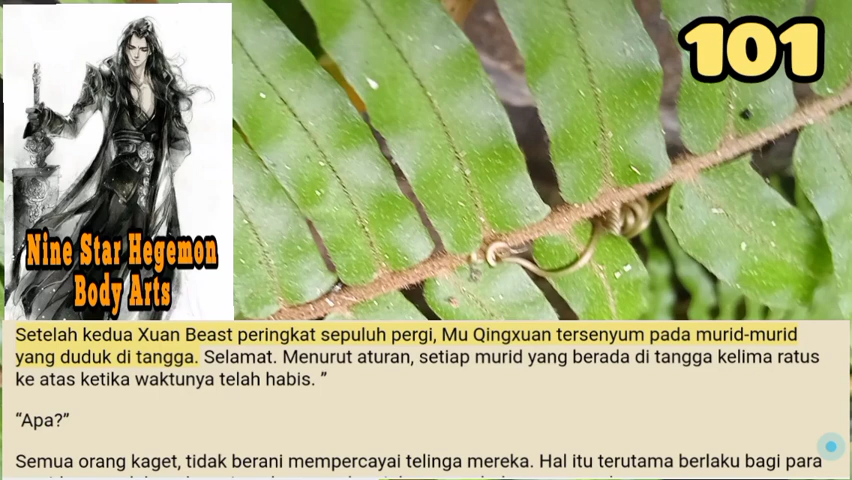 101
Nine Star Hegemon
Body Arts
Setelah kedua Xuan Beast peringkat sepuluh pergi, Mu Qingxuan tersenyum pada murid-murid
yang duduk di tangga. Selamat. Menurut aturan, setiap murid yang berada di tangga kelima ratus
ke atas ketika waktunya telah habis. ”
“Apa?”
Semua orang kaget, tidak berani mempercayai telinga mereka. Hal itu terutama berlaku bagi para